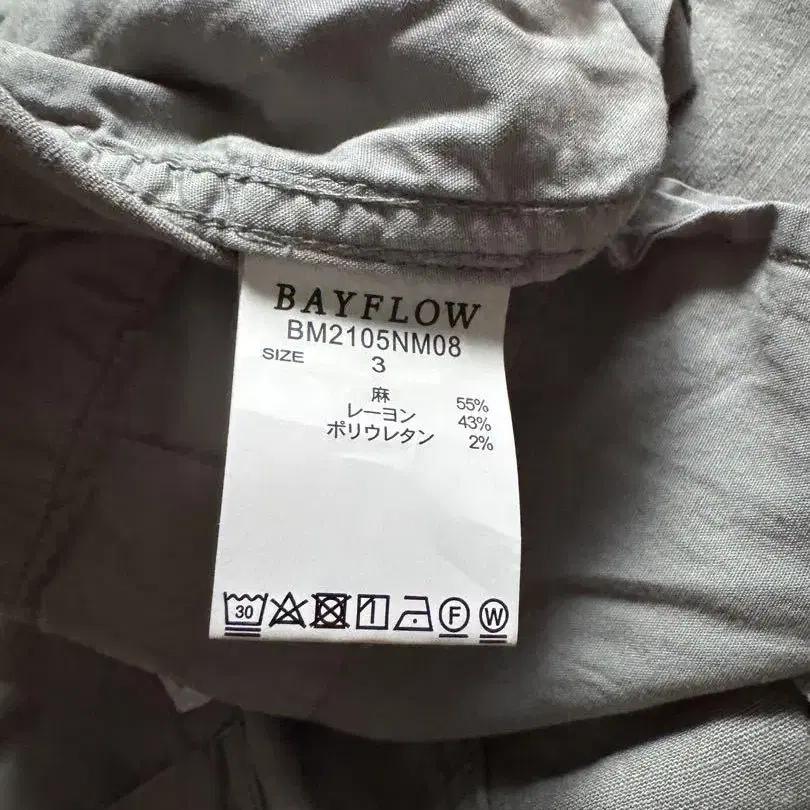 BAYFLOW
BM2105NM08
SIZE 3
麻 55%
レーヨン 43%
ポリウレタン 2%
30 F W